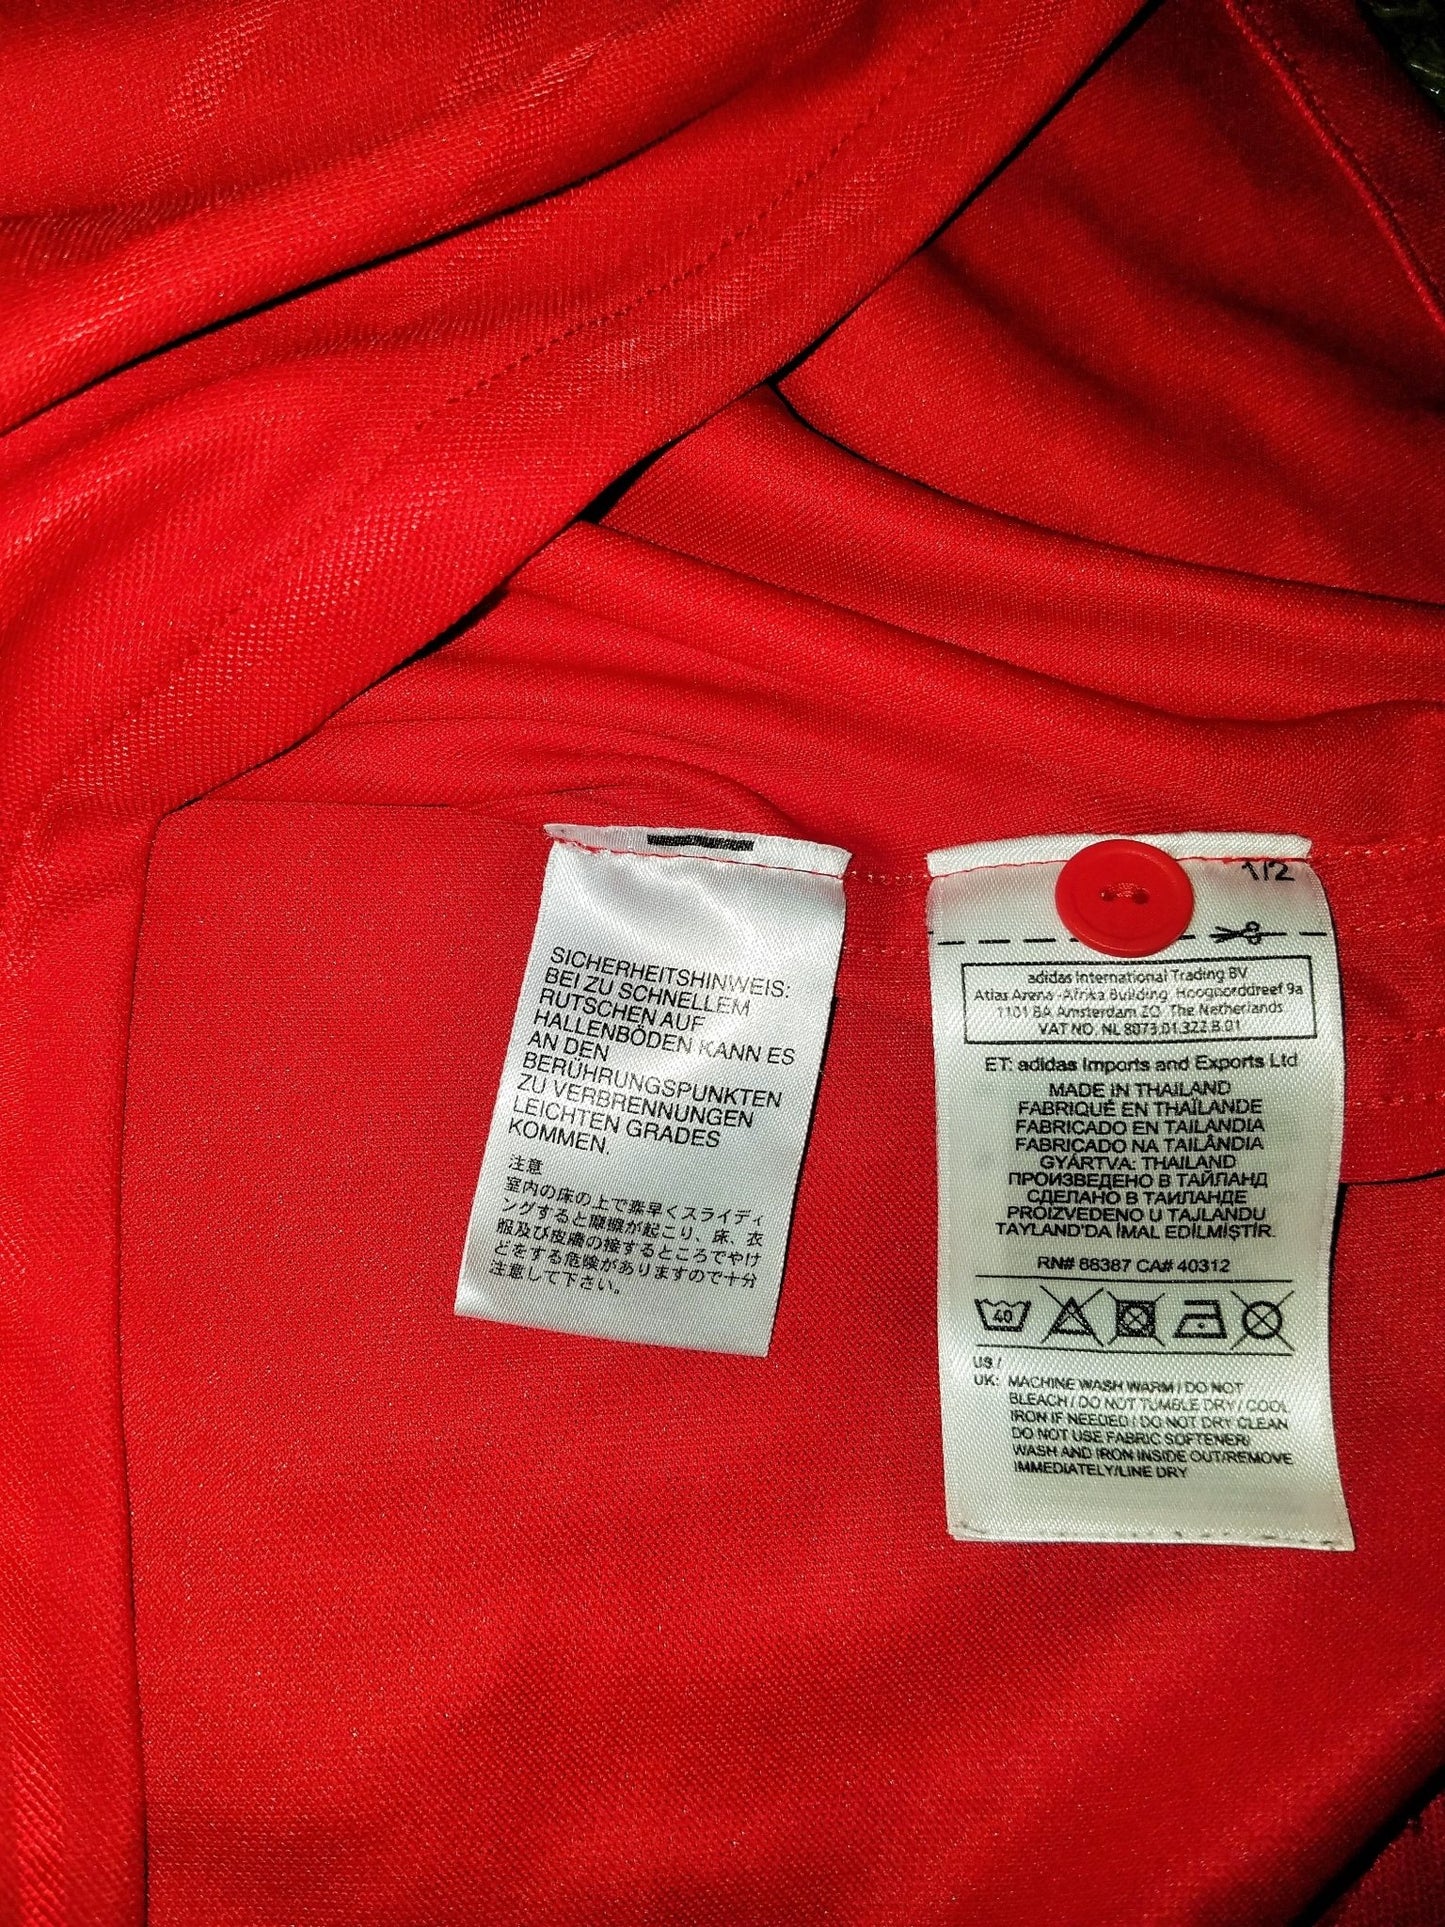 SICHERHEITSHINWEIS:
BEI ZU SCHNELLEM
RUTSCHEN AUF
HALLENBÖDEN KANN ES
AN DEN
BERÜHRUNGSPUNKTEN
ZU VERBRENNUNGEN
LEICHTEN GRADES
KOMMEN.
注意
室内の床の上で素早くスライディ
ングすると摩擦が起こり、床、衣
服及び皮膚の接するところでやけ
どをする危険がありますので十分
注意して下さい。
1/2
adidas International Trading BV
Atlas Arena -Afrika Building, Hoogoorddreef 9a
1101 BA Amsterdam ZO, The Netherlands
VAT NO. NL 8073.01.322.B.01
ET: adidas Imports and Exports Ltd
MADE IN THAILAND
FABRIQUÉ EN THAÏLANDE
FABRICADO EN TAILANDIA
FABRICADO NA TAILÂNDIA
GYÁRTVA: THAILAND
ПРОИЗВЕДЕНО В ТАЙЛАНД
СДЕЛАНО В ТАИЛАНДЕ
PROIZVEDENO U TAJLANDU
TAYLAND'DA İMAL EDİLMİŞTİR.
RN# 88387 CA# 40312
40
US /
UK: MACHINE WASH WARM / DO NOT
BLEACH / DO NOT TUMBLE DRY / COOL
IRON IF NEEDED / DO NOT DRY CLEAN
DO NOT USE FABRIC SOFTENER/
WASH AND IRON INSIDE OUT/REMOVE
IMMEDIATELY/LINE DRY